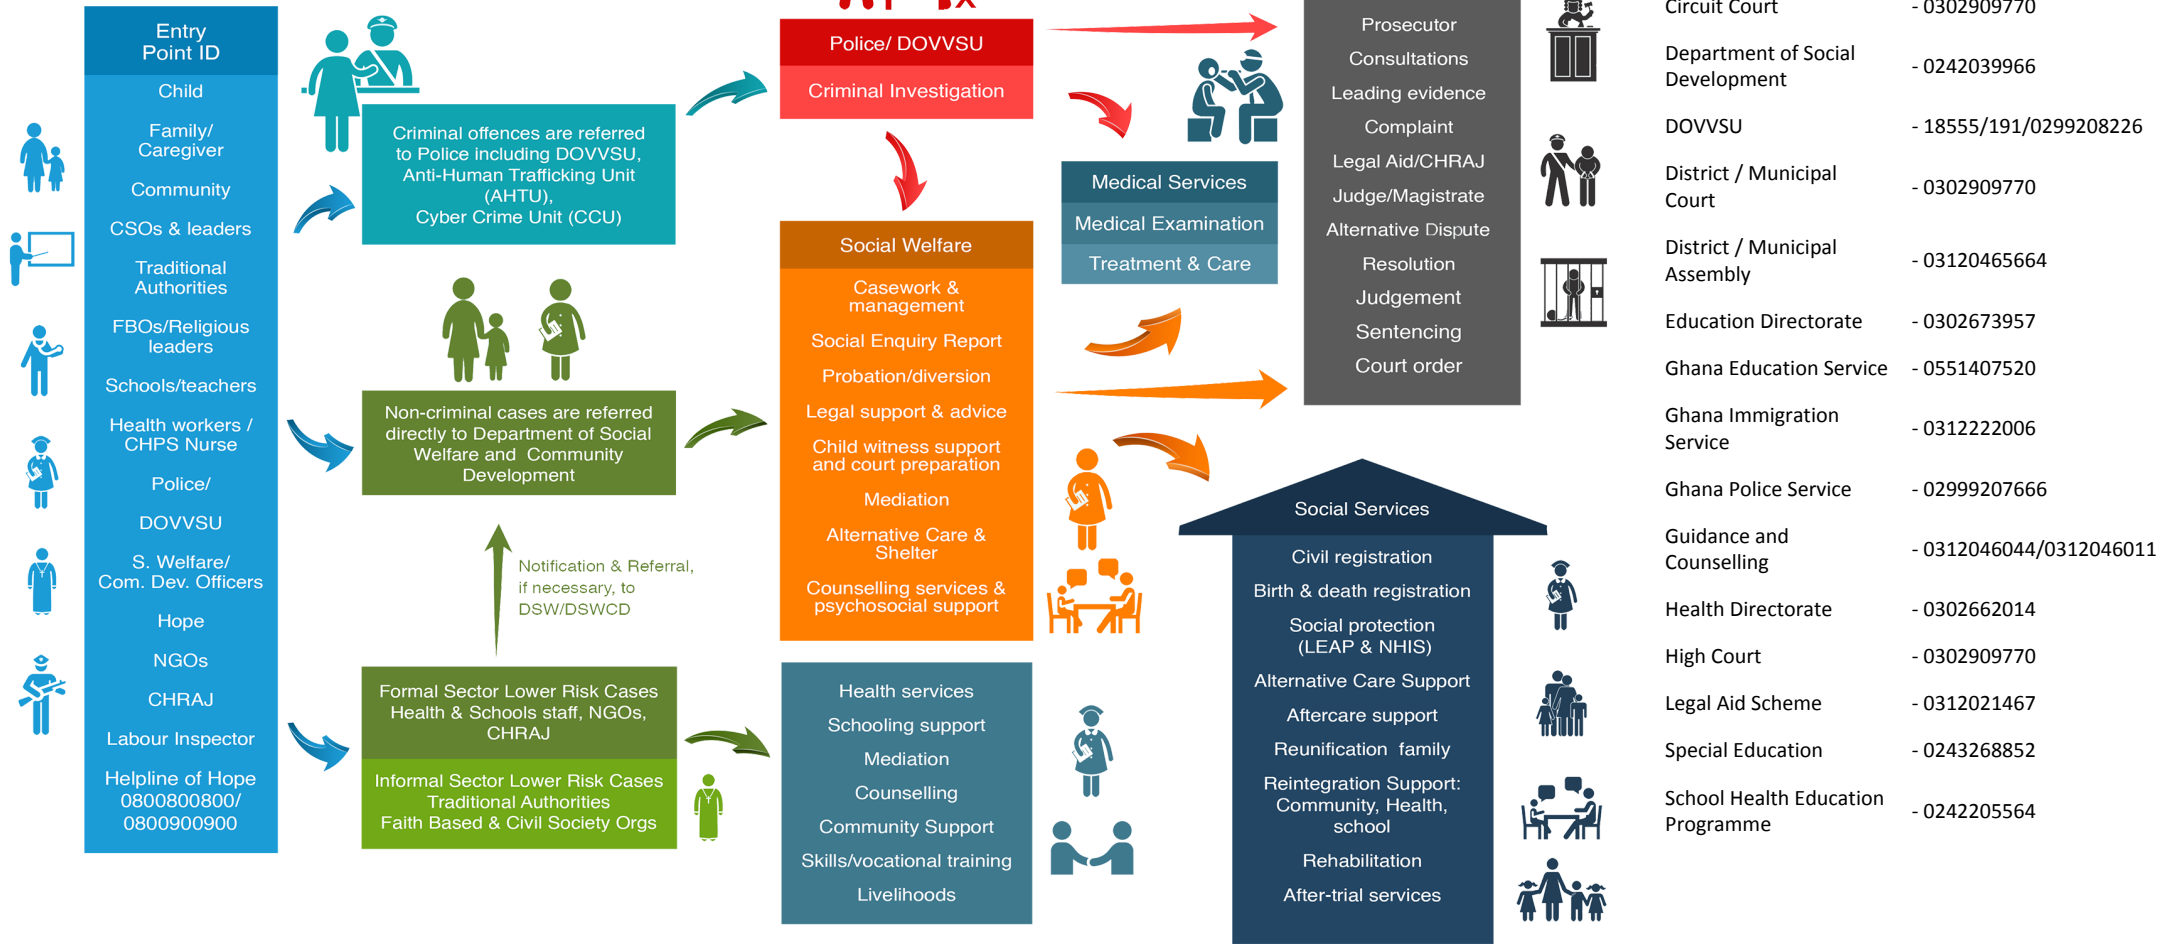 Entry
Point ID
Child
Family/
Caregiver
Community
CSOs & leaders
Traditional
Authorities
FBOs/Religious
leaders
Schools/teachers
Health workers /
CHPS Nurse
Police/
DOVVSU
S. Welfare/
Com. Dev. Officers
Hope
NGOs
CHRAJ
Labour Inspector
Helpline of Hope
0800800800/
0800900900
Criminal offences are referred
to Police including DOVVSU,
Anti-Human Trafficking Unit
(AHTU),
Cyber Crime Unit (CCU)
Non-criminal cases are referred
directly to Department of Social
Welfare and Community
Development
Notification & Referral,
if necessary, to
DSW/DSWCD
Formal Sector Lower Risk Cases
Health & Schools staff, NGOs,
CHRAJ
Informal Sector Lower Risk Cases
Traditional Authorities
Faith Based & Civil Society Orgs
Police/ DOVVSU
Criminal Investigation
Social Welfare
Casework &
management
Social Enquiry Report
Probation/diversion
Legal support & advice
Child witness support
and court preparation
Mediation
Alternative Care &
Shelter
Counselling services &
psychosocial support
Health services
Schooling support
Mediation
Counselling
Community Support
Skills/vocational training
Livelihoods
Medical Services
Medical Examination
Treatment & Care
Prosecutor
Consultations
Leading evidence
Complaint
Legal Aid/CHRAJ
Judge/Magistrate
Alternative Dispute
Resolution
Judgement
Sentencing
Court order
Social Services
Civil registration
Birth & death registration
Social protection
(LEAP & NHIS)
Alternative Care Support
Aftercare support
Reunification family
Reintegration Support:
Community, Health,
school
Rehabilitation
After-trial services
Circuit Court - 0302909770
Department of Social
Development - 0242039966
DOVVSU - 18555/191/0299208226
District / Municipal
Court - 0302909770
District / Municipal
Assembly - 03120465664
Education Directorate - 0302673957
Ghana Education Service - 0551407520
Ghana Immigration
Service - 0312222006
Ghana Police Service - 02999207666
Guidance and
Counselling - 0312046044/0312046011
Health Directorate - 0302662014
High Court - 0302909770
Legal Aid Scheme - 0312021467
Special Education - 0243268852
School Health Education
Programme - 0242205564